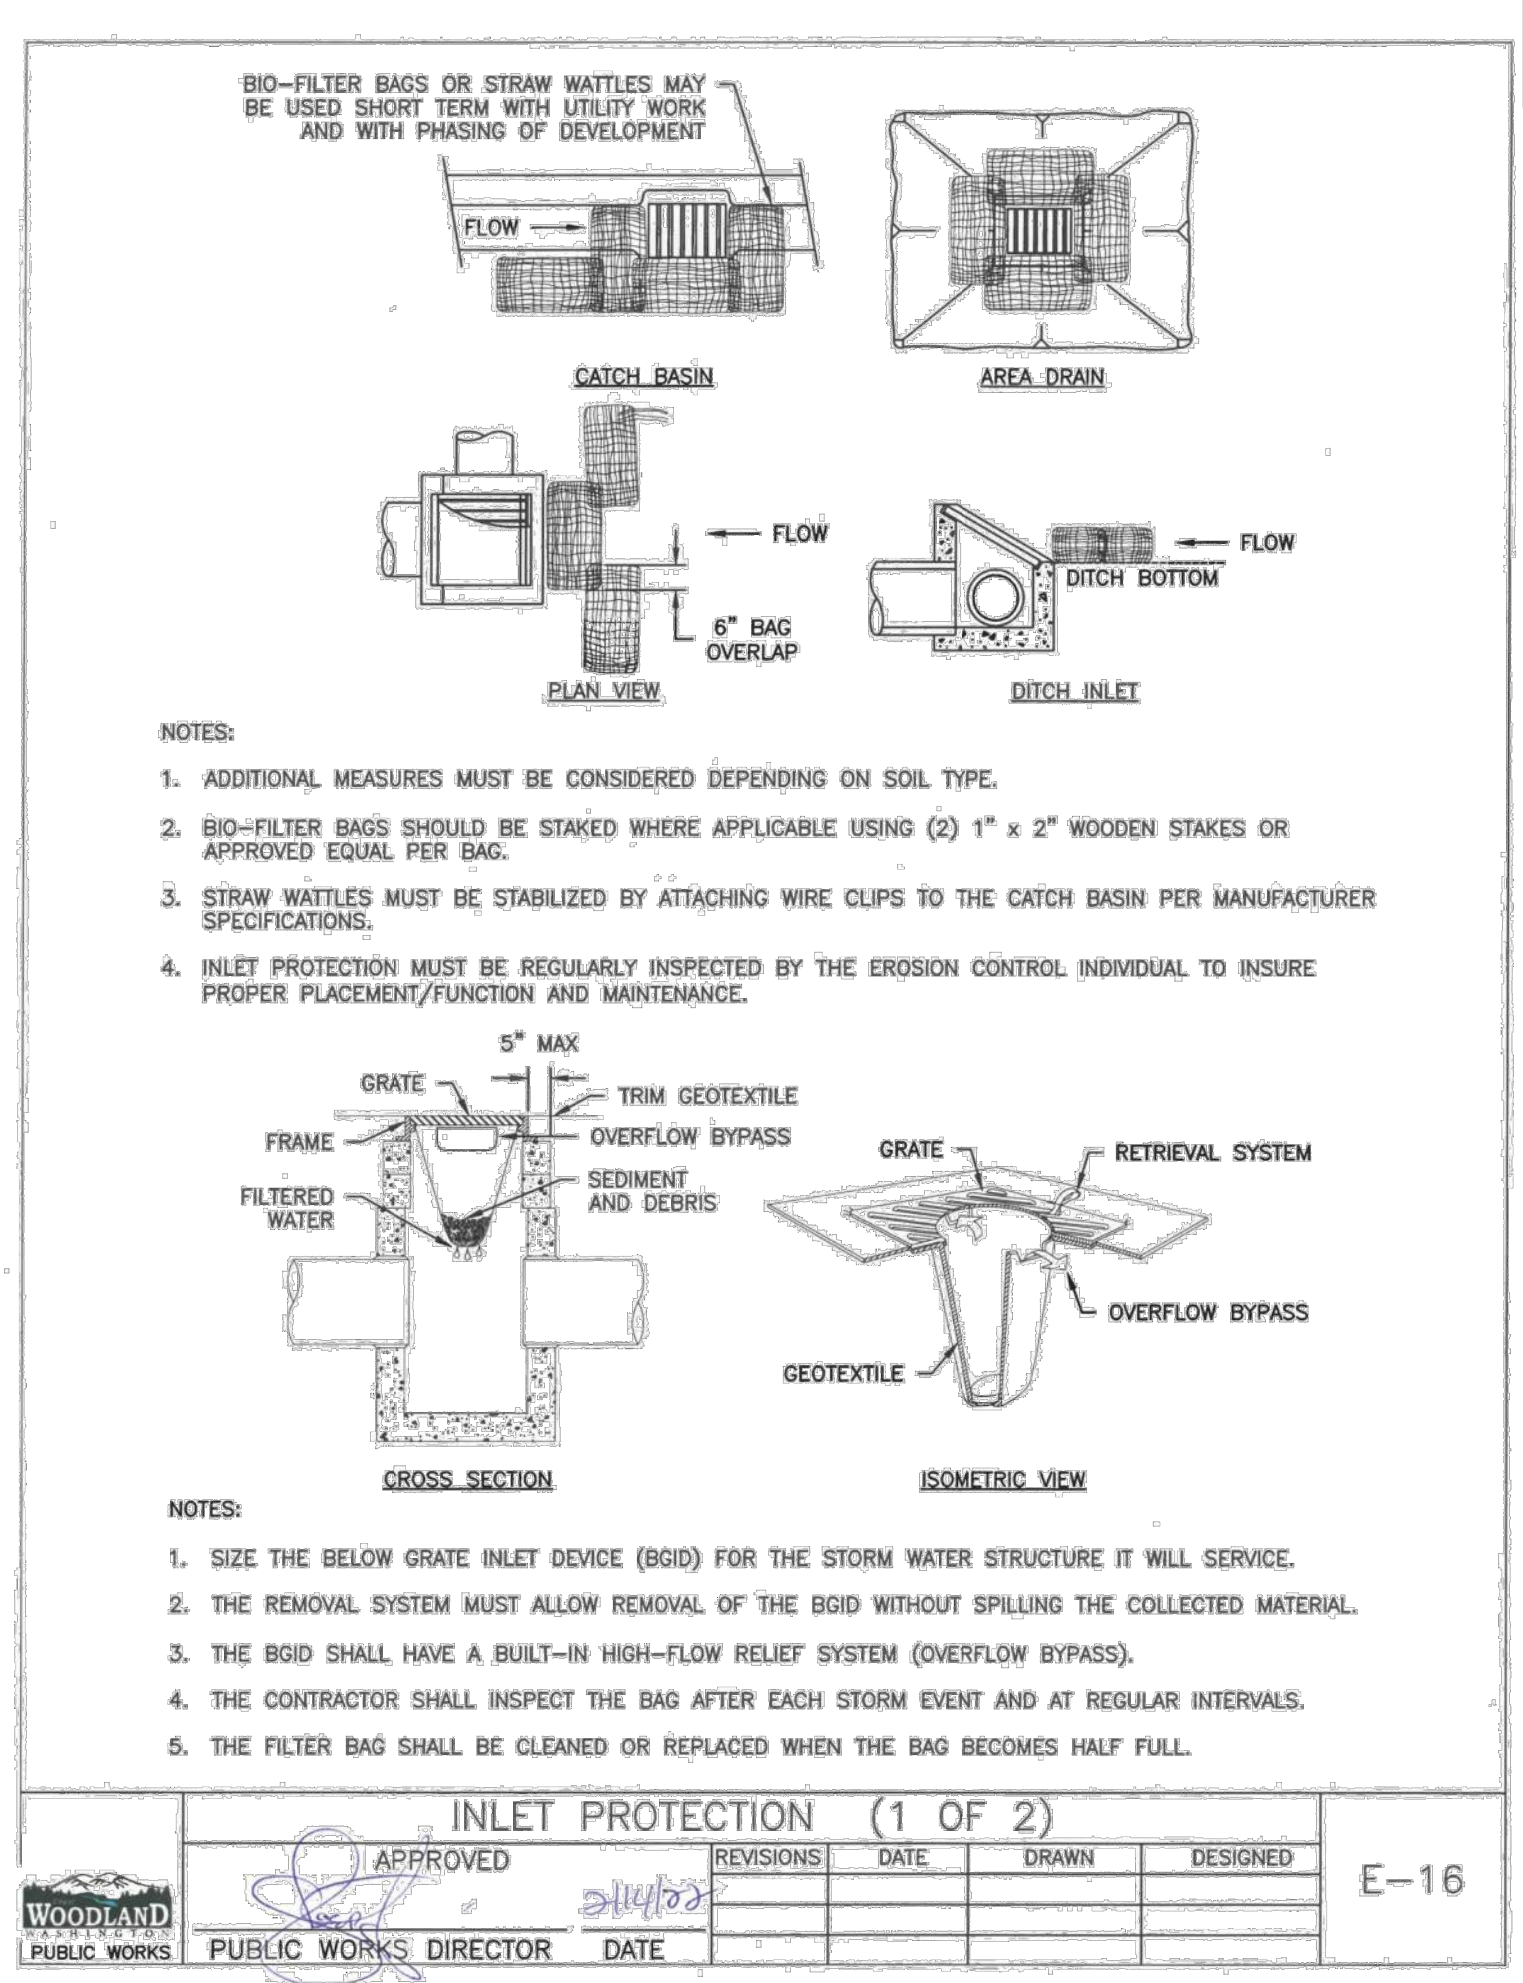 BIO-FILTER BAGS OR STRAW WATTLES MAY
BE USED SHORT TERM WITH UTILITY WORK
AND WITH PHASING OF DEVELOPMENT
FLOW
CATCH BASIN
AREA DRAIN
FLOW
6" BAG
OVERLAP
PLAN VIEW
FLOW
DITCH BOTTOM
DITCH INLET
NOTES:
1. ADDITIONAL MEASURES MUST BE CONSIDERED DEPENDING ON SOIL TYPE.
2. BIO-FILTER BAGS SHOULD BE STAKED WHERE APPLICABLE USING (2) 1" x 2" WOODEN STAKES OR
APPROVED EQUAL PER BAG.
3. STRAW WATTLES MUST BE STABILIZED BY ATTACHING WIRE CLIPS TO THE CATCH BASIN PER MANUFACTURER
SPECIFICATIONS.
4. INLET PROTECTION MUST BE REGULARLY INSPECTED BY THE EROSION CONTROL INDIVIDUAL TO INSURE
PROPER PLACEMENT/FUNCTION AND MAINTENANCE.
5" MAX
GRATE
TRIM GEOTEXTILE
FRAME
OVERFLOW BYPASS
FILTERED
WATER
SEDIMENT
AND DEBRIS
CROSS SECTION
GRATE
RETRIEVAL SYSTEM
OVERFLOW BYPASS
GEOTEXTILE
ISOMETRIC VIEW
NOTES:
1. SIZE THE BELOW GRATE INLET DEVICE (BGID) FOR THE STORM WATER STRUCTURE IT WILL SERVICE.
2. THE REMOVAL SYSTEM MUST ALLOW REMOVAL OF THE BGID WITHOUT SPILLING THE COLLECTED MATERIAL.
3. THE BGID SHALL HAVE A BUILT-IN HIGH-FLOW RELIEF SYSTEM (OVERFLOW BYPASS).
4. THE CONTRACTOR SHALL INSPECT THE BAG AFTER EACH STORM EVENT AND AT REGULAR INTERVALS.
5. THE FILTER BAG SHALL BE CLEANED OR REPLACED WHEN THE BAG BECOMES HALF FULL.
INLET PROTECTION (1 OF 2)
APPROVED
2/14/22
PUBLIC WORKS DIRECTOR DATE
REVISIONS DATE DRAWN DESIGNED
E-16
WOODLAND
WASHINGTON
PUBLIC WORKS